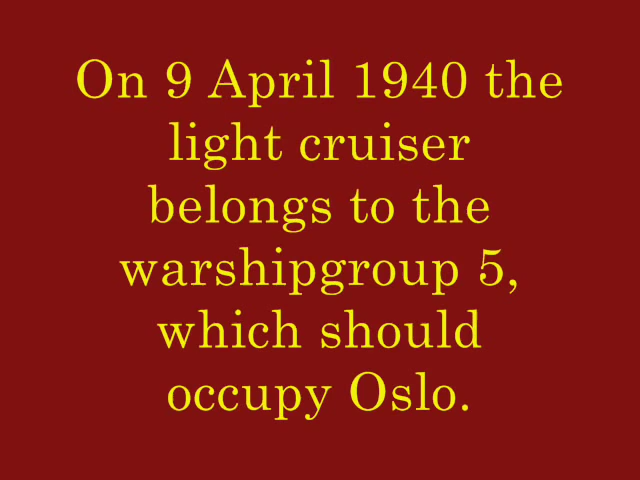 On 9 April 1940 the
light cruiser
belongs to the
warshipgroup 5,
which should
occupy Oslo.